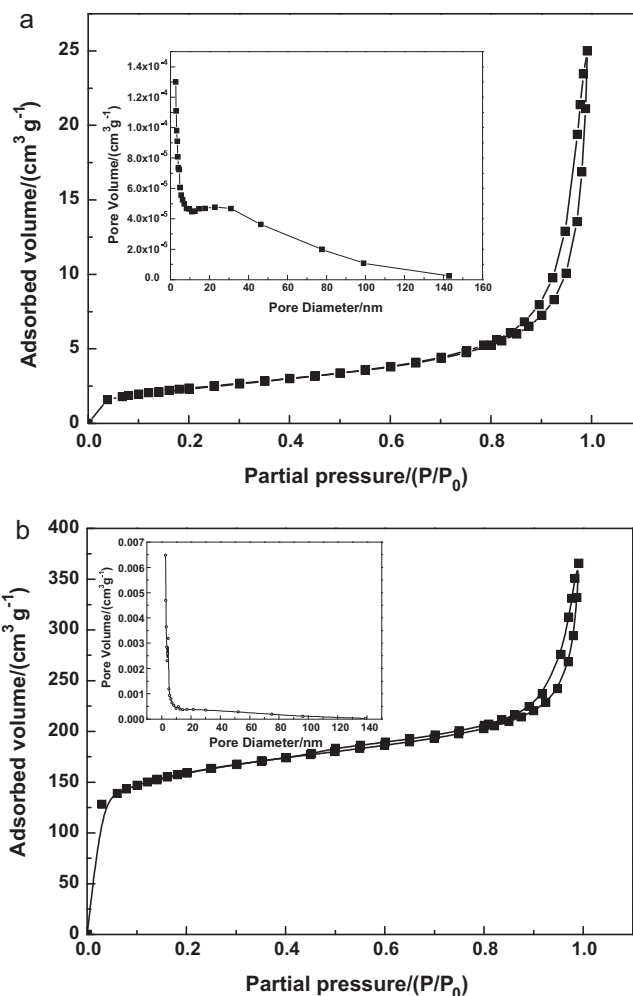 a
25
20
15
10
5
0
Adsorbed volume/(cm³ g⁻¹)
0.0 0.2 0.4 0.6 0.8 1.0
Partial pressure/(P/P₀)
1.4x10⁻⁴
1.2x10⁻⁴
1.0x10⁻⁴
8.0x10⁻⁵
6.0x10⁻⁵
4.0x10⁻⁵
2.0x10⁻⁵
0.0
Pore Volume/(cm³g⁻¹)
0 20 40 60 80 100 120 140 160
Pore Diameter/nm
b
400
350
300
250
200
150
100
50
0
Adsorbed volume/(cm³ g⁻¹)
0.0 0.2 0.4 0.6 0.8 1.0
Partial pressure/(P/P₀)
0.007
0.006
0.005
0.004
0.003
0.002
0.001
0.000
Pore Volume/(cm³g⁻¹)
0 20 40 60 80 100 120 140
Pore Diameter/nm